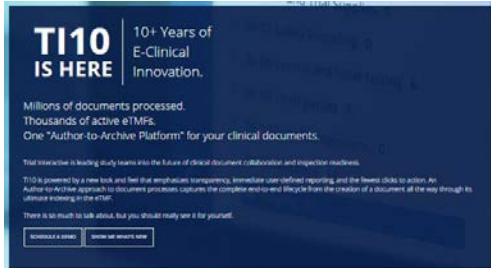 TI10
IS HERE
10+ Years of
E-Clinical
Innovation.
Millions of documents processed.
Thousands of active eTMFs.
One "Author-to-Archive Platform" for your clinical documents.
Trial Interactive is leading study teams into the future of clinical document collaboration and inspection readiness.
TI10 is powered by a new look and feel that emphasizes transparency, immediate user-defined reporting, and the fewest clicks to action. An
Author-to-Archive approach to document processes captures the complete end-to-end lifecycle from the creation of a document all the way through its
ultimate indexing in the eTMF.
There is so much to talk about, but you should really see it for yourself.
SCHEDULE A DEMO
SHOW ME WHAT'S NEW